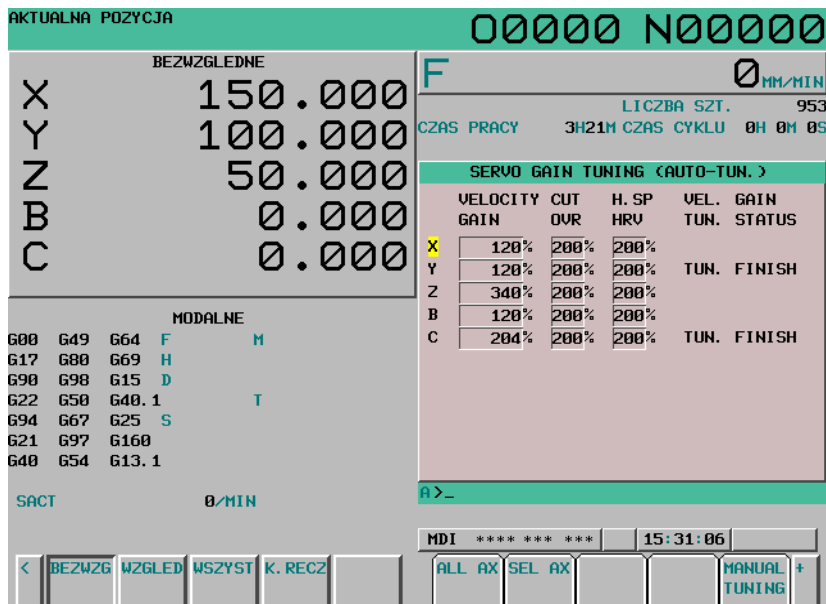 AKTUALNA POZYCJA
O0000 N00000
BEZWZGLEDNE
X 150.000
Y 100.000
Z 50.000
B 0.000
C 0.000
F 0 MM/MIN
LICZBA SZT. 953
CZAS PRACY 3H21M CZAS CYKLU 0H 0M 0S
SERVO GAIN TUNING (AUTO-TUN.)
VELOCITY CUT H.SP VEL. GAIN
GAIN OVR HRV TUN. STATUS
X 120% 200% 200%
Y 120% 200% 200% TUN. FINISH
Z 340% 200% 200%
B 120% 200% 200%
C 204% 200% 200% TUN. FINISH
MODALNE
G00 G49 G64 F M
G17 G80 G69 H
G90 G98 G15 D
G22 G50 G40.1 T
G94 G67 G25 S
G21 G97 G160
G40 G54 G13.1
SACT 0/MIN
A>_
MDI **** *** *** 15:31:06
< BEZWZG WZGLED WSZYST K.RECZ
ALL AX SEL AX MANUAL TUNING +